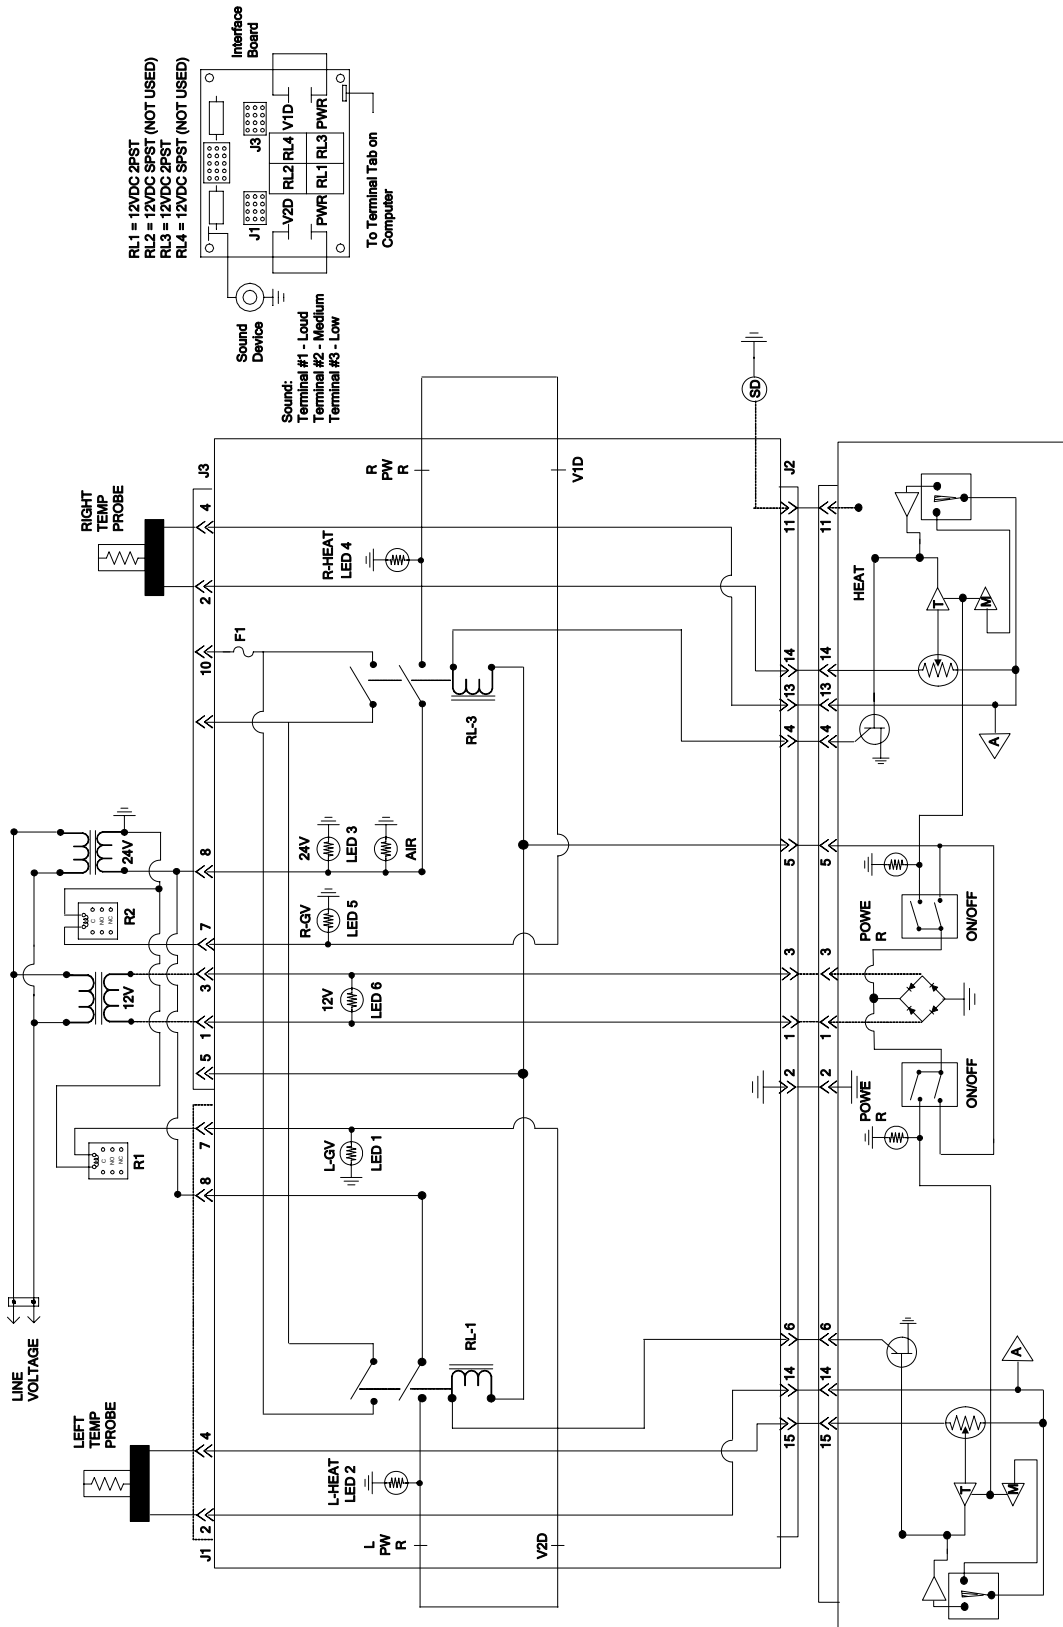 RL1 = 12VDC 2PST
RL2 = 12VDC SPST (NOT USED)
RL3 = 12VDC 2PST
RL4 = 12VDC SPST (NOT USED)
Interface
Board
J1
J3
V2D
RL2
RL4
V1D
PWR
RL1
RL3
PWR
To Terminal Tab on
Computer
Sound
Device
Sound:
Terminal #1 - Loud
Terminal #2 - Medium
Terminal #3 - Low
LINE
VOLTAGE
LEFT
TEMP
PROBE
RIGHT
TEMP
PROBE
C
NO
NC
R1
C
NO
NC
R2
12V
24V
J1
2
4
8
7
5
1
3
7
8
10
2
4
J3
F1
L-GV
LED 1
12V
LED 6
R-GV
LED 5
24V
LED 3
AIR
R-HEAT
LED 4
L-HEAT
LED 2
RL-1
RL-3
L
PW
R
V2D
R
PW
R
V1D
SD
15
14
6
2
1
3
5
4
13
14
11
J2
15
14
6
2
1
3
5
4
13
14
11
POWE
R
ON/OFF
POWE
R
ON/OFF
HEAT
T
M
A
T
M
A